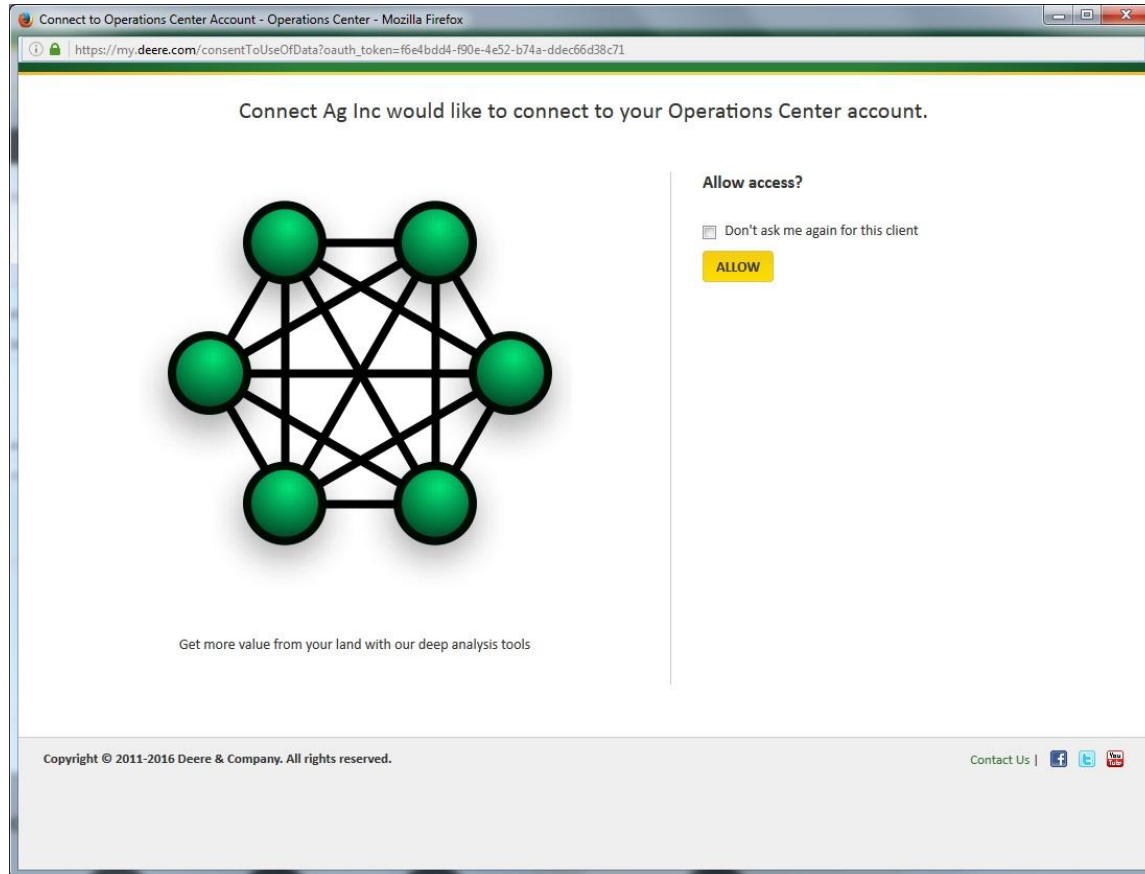 Connect to Operations Center Account - Operations Center - Mozilla Firefox
https://my.deere.com/consentToUseOfData?oauth_token=f6e4bdd4-f90e-4e52-b74a-ddec66d38c71
Connect Ag Inc would like to connect to your Operations Center account.
Allow access?
Don't ask me again for this client
ALLOW
Get more value from your land with our deep analysis tools
Copyright © 2011-2016 Deere & Company. All rights reserved.
Contact Us | f t You Tube